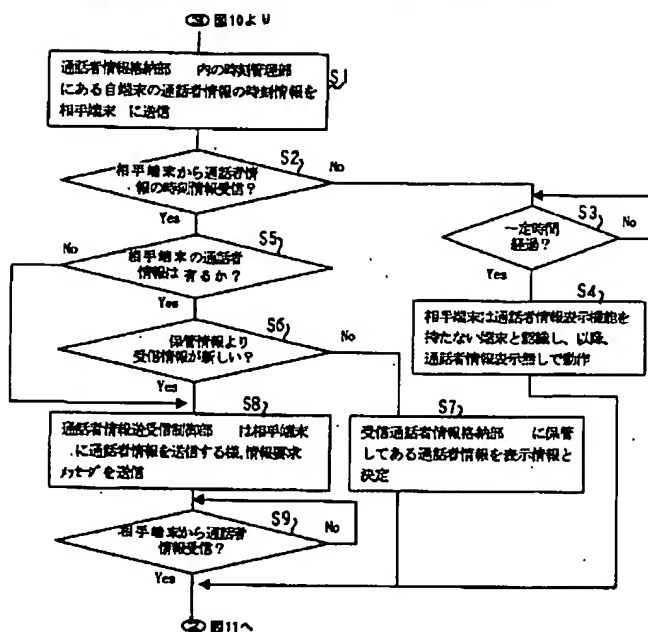 ③ 図10より
通話者情報格納部 内の時刻管理部
にある自端末の通話者情報の時刻情報を
相手端末 に送信
S1
相手端末から通話者情
報の時刻情報受信?
S2
No
Yes
一定時間
経過?
S3
No
Yes
相手端末の通話者
情報は有るか?
S5
No
Yes
相手端末は通話者情報表示機能を
持たない端末と認識し、以降、
通話者情報表示無しで動作
S4
保管情報より
受信情報が新しい?
S6
No
Yes
通話者情報送受信制御部 は相手端末
に通話者情報を送信する様、情報要求
メッセージを送信
S8
受信通話者情報格納部 に保管
してある通話者情報を表示情報と
決定
S7
相手端末から通話者
情報受信?
S9
No
Yes
図11へ